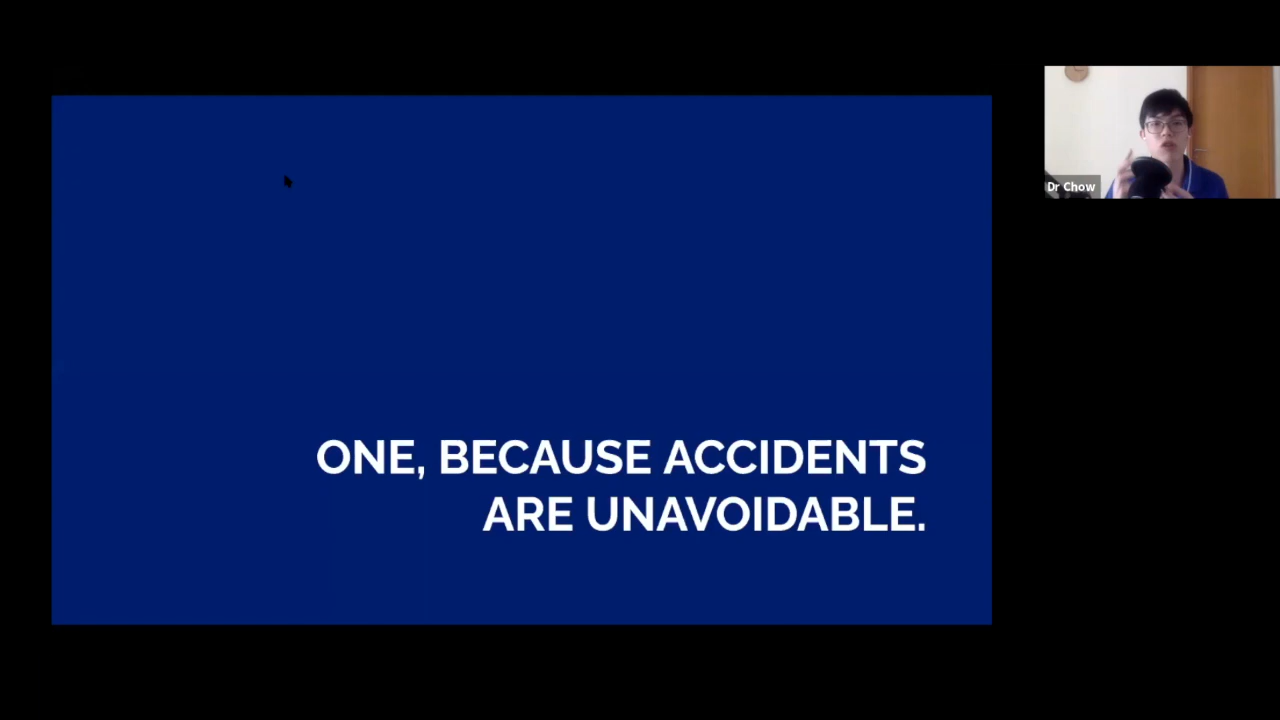 ONE, BECAUSE ACCIDENTS
ARE UNAVOIDABLE.
Dr Chow